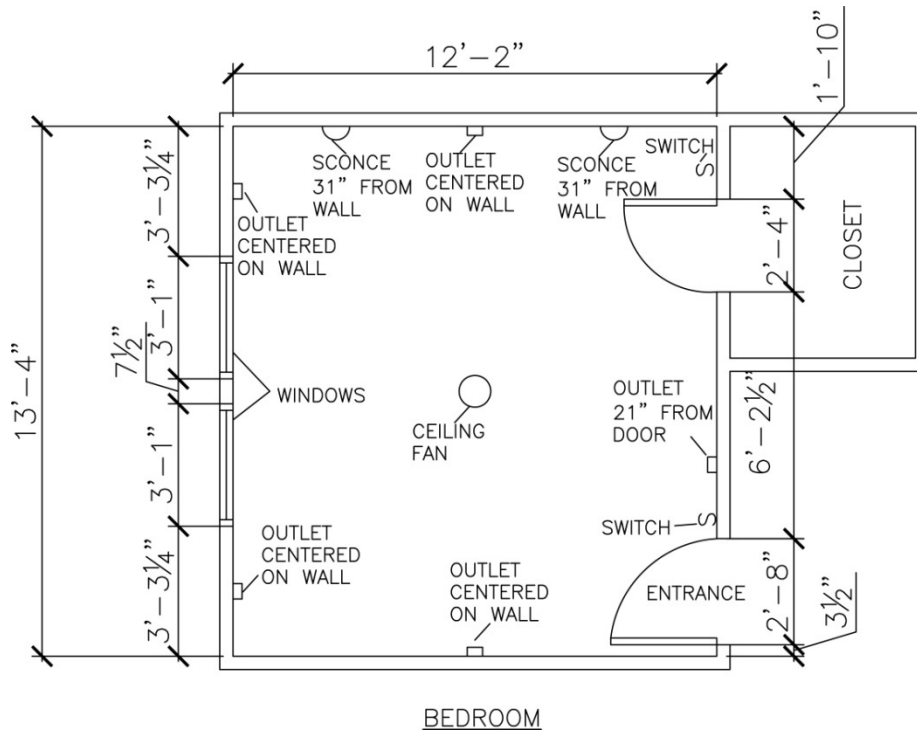 12'-2"
1'-10"
3'-3¼"
3'-1"
7½"
3'-1"
3'-3¼"
13'-4"
SCONCE
31" FROM
WALL
OUTLET
CENTERED
ON WALL
SCONCE
31" FROM
WALL
SWITCH
S
OUTLET
CENTERED
ON WALL
2'-4"
CLOSET
WINDOWS
CEILING
FAN
OUTLET
21" FROM
DOOR
6'-2½"
SWITCH
S
OUTLET
CENTERED
ON WALL
OUTLET
CENTERED
ON WALL
ENTRANCE
2'-8"
3½"
BEDROOM